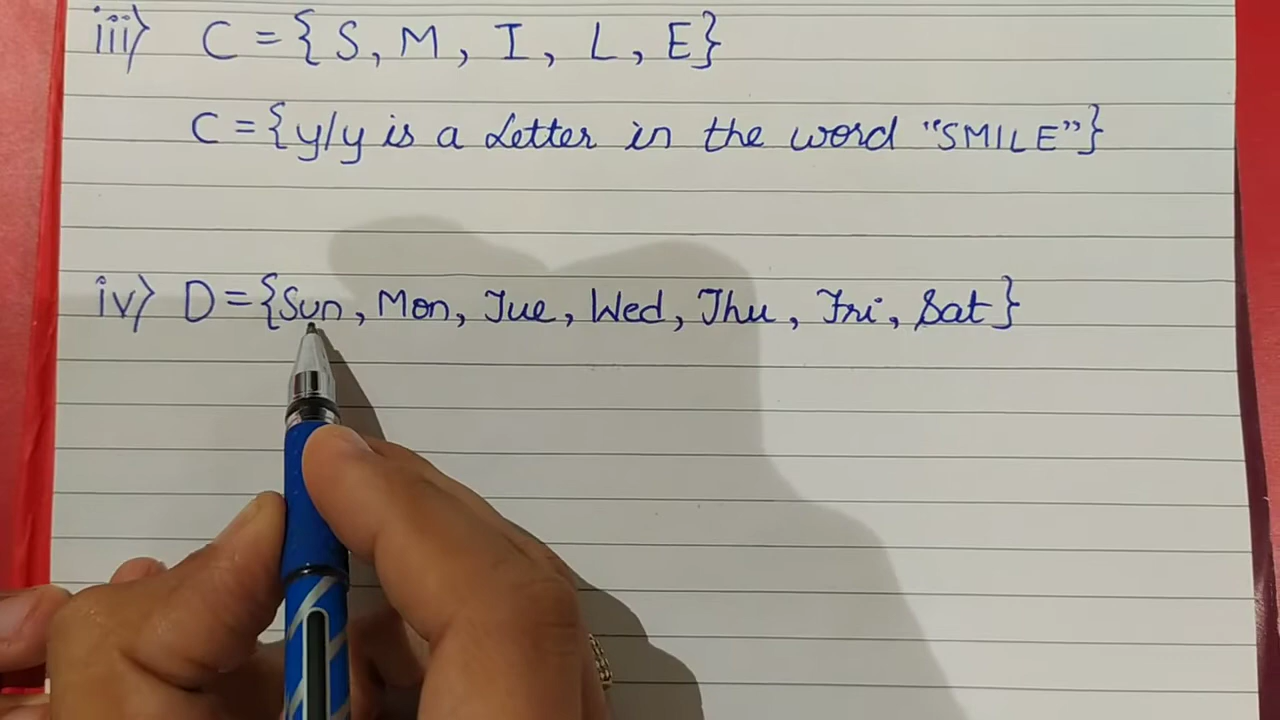 iii) C = {S, M, I, L, E}
C = {y/y is a Letter in the word "SMILE"}
iv) D = {Sun, Mon, Tue, Wed, Thu, Fri, Sat}